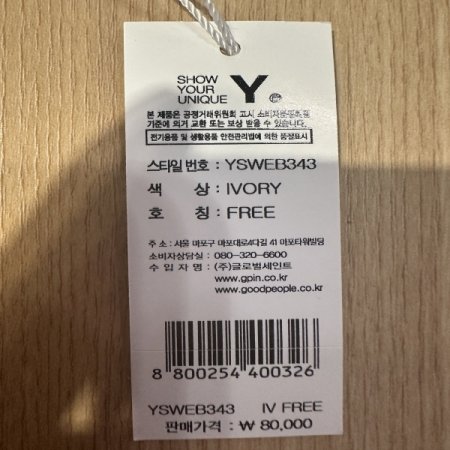 SHOW
YOUR
UNIQUE Y
본 제품은 공정거래위원회 고시 소비자분쟁해결
기준에 의거 교환 또는 보상 받을 수 있습니다.
전기용품 및 생활용품 안전관리법에 의한 품질표시
스타일 번호 : YSWEB343
색 상 : IVORY
호 칭 : FREE
주 소 : 서울 마포구 마포대로4다길 41 마포타워빌딩
소비자상담실 : 080-320-6600
수 입 자 명 : (주)글로벌세인트
www.gpin.co.kr
www.goodpeople.co.kr
8 800254 400326
YSWEB343 IV FREE
판매가격 : ₩ 80,000